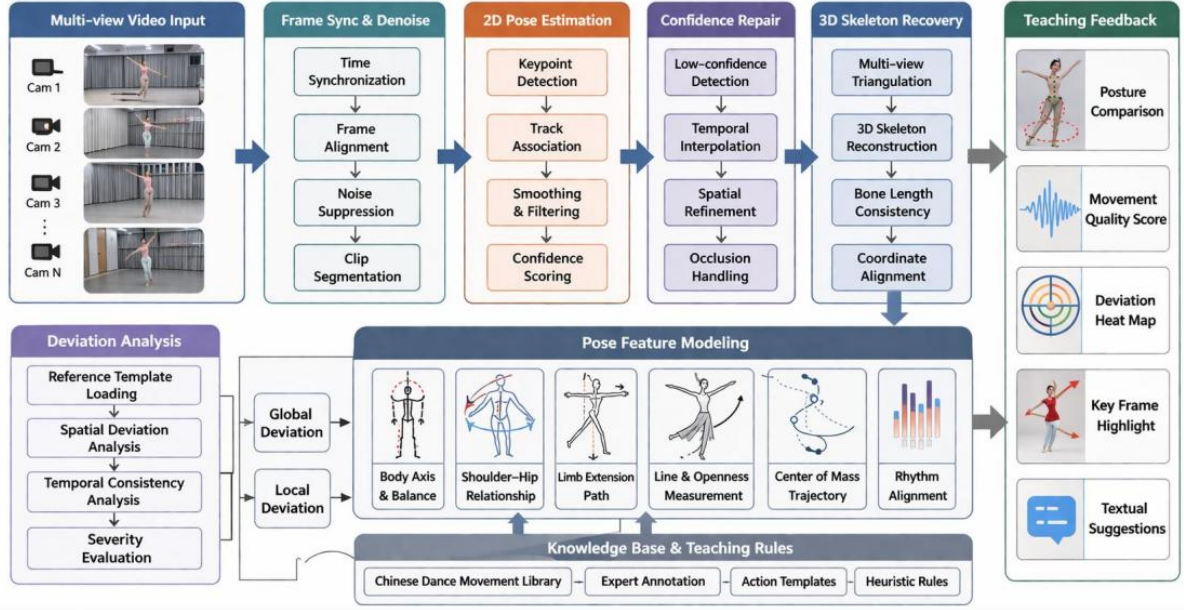 Multi-view Video Input
Cam 1
Cam 2
Cam 3
Cam N
Frame Sync & Denoise
Time
Synchronization
Frame
Alignment
Noise
Suppression
Clip
Segmentation
2D Pose Estimation
Keypoint
Detection
Track
Association
Smoothing
& Filtering
Confidence
Scoring
Confidence Repair
Low-confidence
Detection
Temporal
Interpolation
Spatial
Refinement
Occlusion
Handling
3D Skeleton Recovery
Multi-view
Triangulation
3D Skeleton
Reconstruction
Bone Length
Consistency
Coordinate
Alignment
Teaching Feedback
Posture
Comparison
Movement
Quality Score
Deviation
Heat Map
Key Frame
Highlight
Textual
Suggestions
Deviation Analysis
Reference Template
Loading
Spatial Deviation
Analysis
Temporal Consistency
Analysis
Severity
Evaluation
Global
Deviation
Local
Deviation
Pose Feature Modeling
Body Axis
& Balance
Shoulder–Hip
Relationship
Limb Extension
Path
Line & Openness
Measurement
Center of Mass
Trajectory
Rhythm
Alignment
Knowledge Base & Teaching Rules
Chinese Dance Movement Library
Expert Annotation
Action Templates
Heuristic Rules